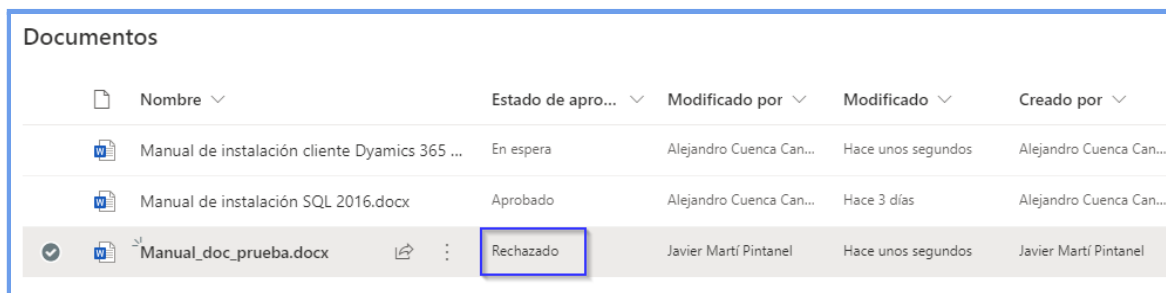 Documentos
Nombre Estado de apro... Modificado por Modificado Creado por
Manual de instalación cliente Dyamics 365 ... En espera Alejandro Cuenca Can... Hace unos segundos Alejandro Cuenca Can...
Manual de instalación SQL 2016.docx Aprobado Alejandro Cuenca Can... Hace 3 días Alejandro Cuenca Can...
Manual_doc_prueba.docx Rechazado Javier Martí Pintanel Hace unos segundos Javier Martí Pintanel